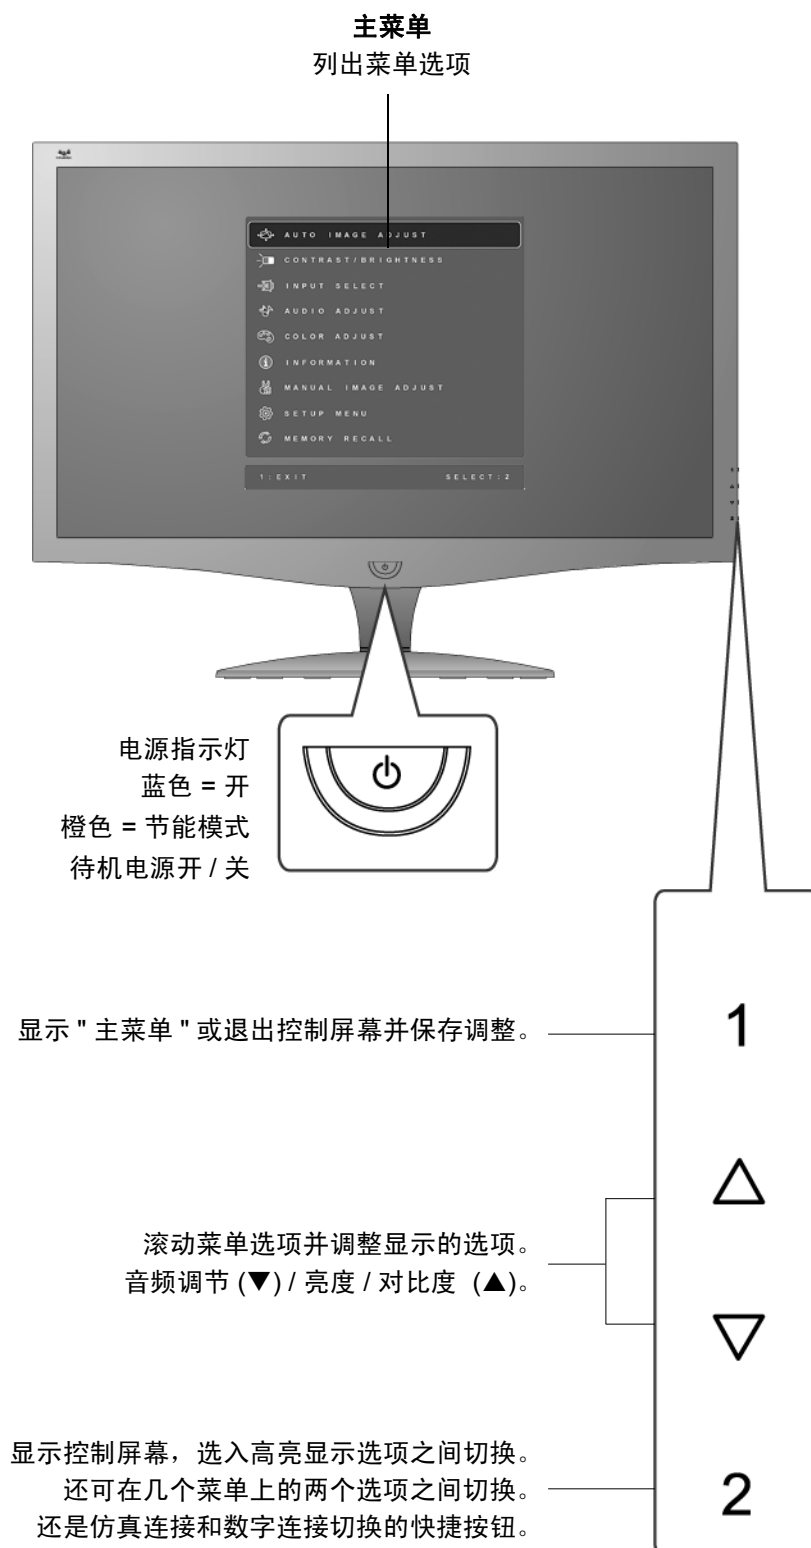 主菜单
列出菜单选项
AUTO IMAGE ADJUST
CONTRAST/BRIGHTNESS
INPUT SELECT
AUDIO ADJUST
COLOR ADJUST
INFORMATION
MANUAL IMAGE ADJUST
SETUP MENU
MEMORY RECALL
1:EXIT SELECT:2
电源指示灯
蓝色 = 开
橙色 = 节能模式
待机电源开 / 关
显示 " 主菜单 " 或退出控制屏幕并保存调整。
1
滚动菜单选项并调整显示的选项。
音频调节 (▼) / 亮度 / 对比度 (▲)。
显示控制屏幕，选入高亮显示选项之间切换。
还可在几个菜单上的两个选项之间切换。
还是仿真连接和数字连接切换的快捷按钮。
2